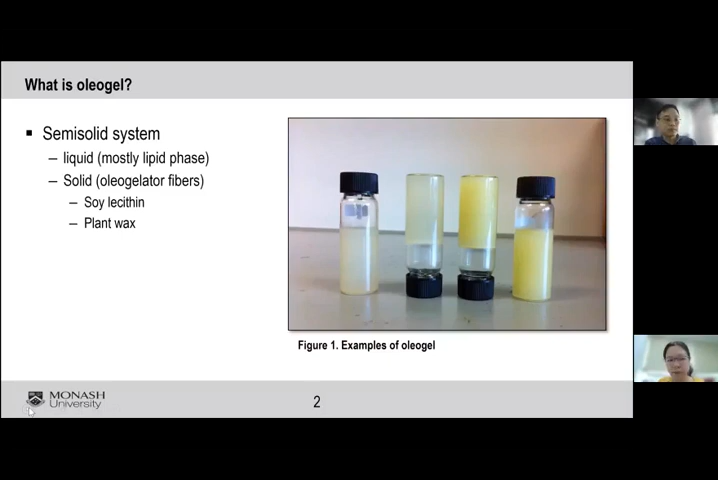 What is oleogel?
▪ Semisolid system
– liquid (mostly lipid phase)
– Solid (oleogelator fibers)
– Soy lecithin
– Plant wax
Figure 1. Examples of oleogel
MONASH
University
2